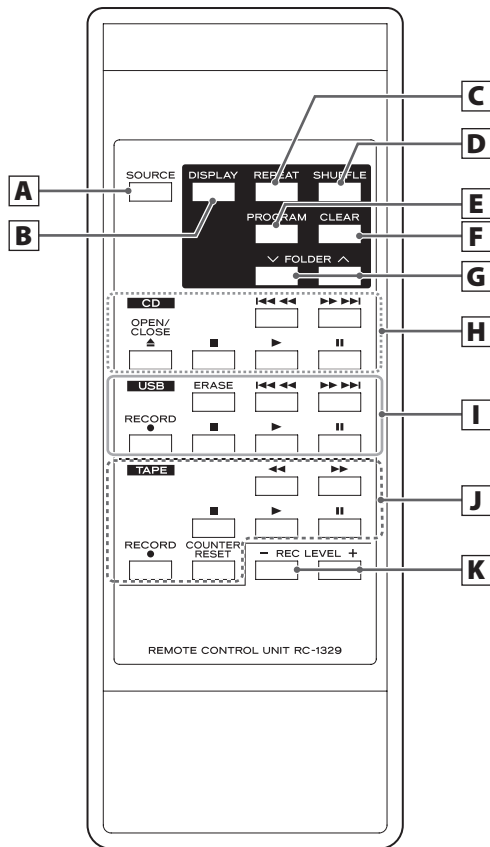 C
D
SOURCE DISPLAY REPEAT SHUFFLE
A
E
PROGRAM CLEAR
B
F
FOLDER
G
CD
OPEN/
CLOSE
H
USB ERASE
RECORD
I
TAPE
J
RECORD COUNTER
RESET
− REC LEVEL +
K
REMOTE CONTROL UNIT RC-1329